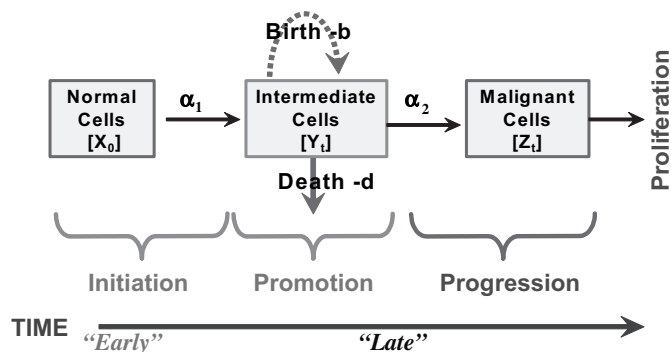 Birth -b
Normal
Cells
[X₀]
α₁
Intermediate
Cells
[Yₜ]
α₂
Malignant
Cells
[Zₜ]
Proliferation
Death -d
Initiation
Promotion
Progression
TIME
“Early”
“Late”